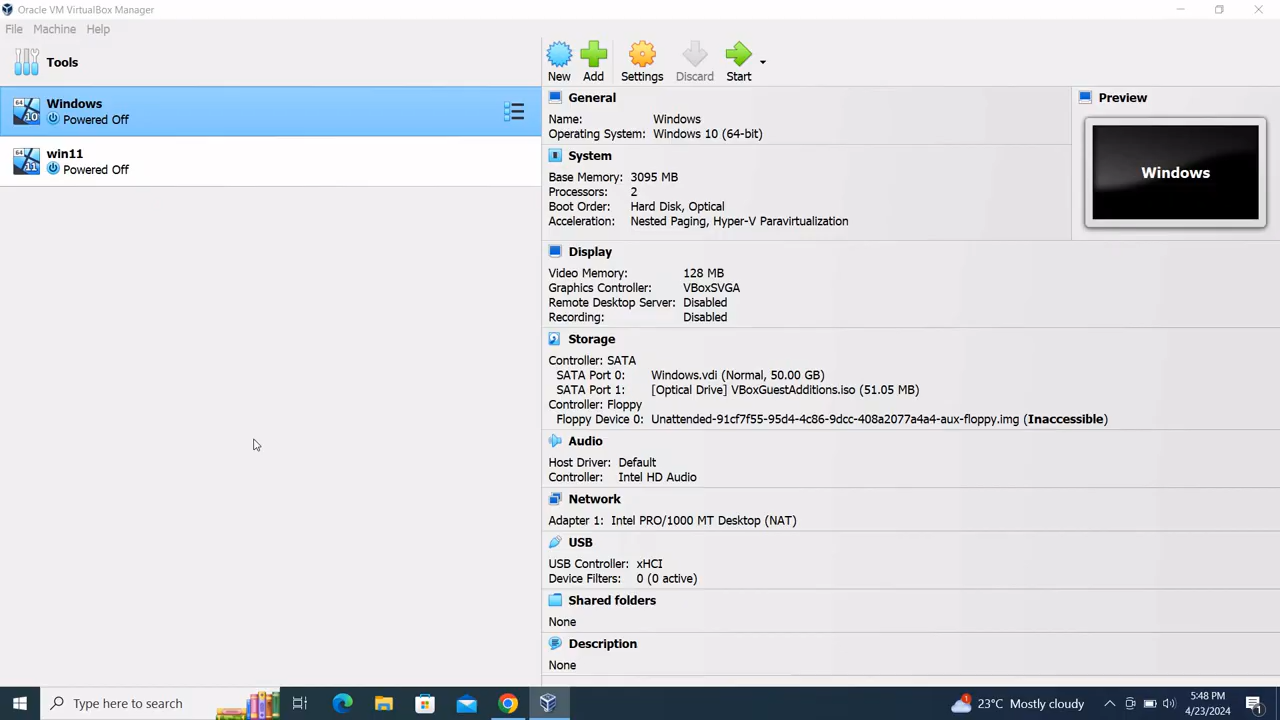 Oracle VM VirtualBox Manager
File Machine Help
Tools
New Add Settings Discard Start
64 10 Windows
Powered Off
64 11 win11
Powered Off
General
Name: Windows
Operating System: Windows 10 (64-bit)
Preview
Windows
System
Base Memory: 3095 MB
Processors: 2
Boot Order: Hard Disk, Optical
Acceleration: Nested Paging, Hyper-V Paravirtualization
Display
Video Memory: 128 MB
Graphics Controller: VBoxSVGA
Remote Desktop Server: Disabled
Recording: Disabled
Storage
Controller: SATA
SATA Port 0: Windows.vdi (Normal, 50.00 GB)
SATA Port 1: [Optical Drive] VBoxGuestAdditions.iso (51.05 MB)
Controller: Floppy
Floppy Device 0: Unattended-91cf7f55-95d4-4c86-9dcc-408a2077a4a4-aux-floppy.img (Inaccessible)
Audio
Host Driver: Default
Controller: Intel HD Audio
Network
Adapter 1: Intel PRO/1000 MT Desktop (NAT)
USB
USB Controller: xHCI
Device Filters: 0 (0 active)
Shared folders
None
Description
None
Type here to search
23°C Mostly cloudy
5:48 PM
4/23/2024
1